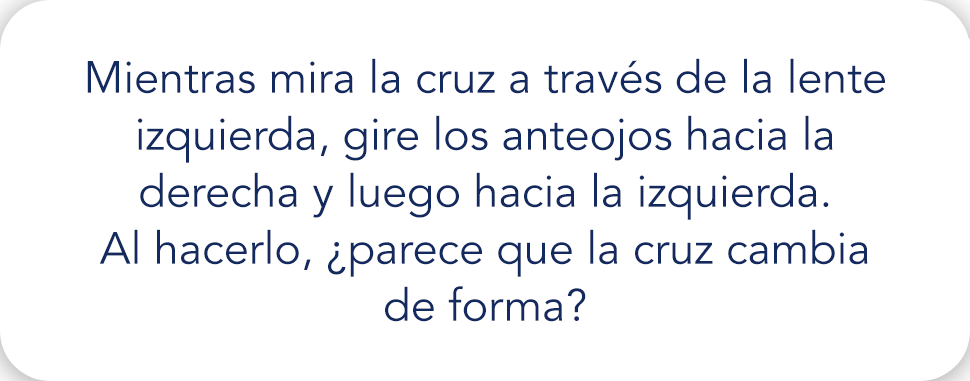 Mientras mira la cruz a través de la lente
izquierda, gire los anteojos hacia la
derecha y luego hacia la izquierda.
Al hacerlo, ¿parece que la cruz cambia
de forma?